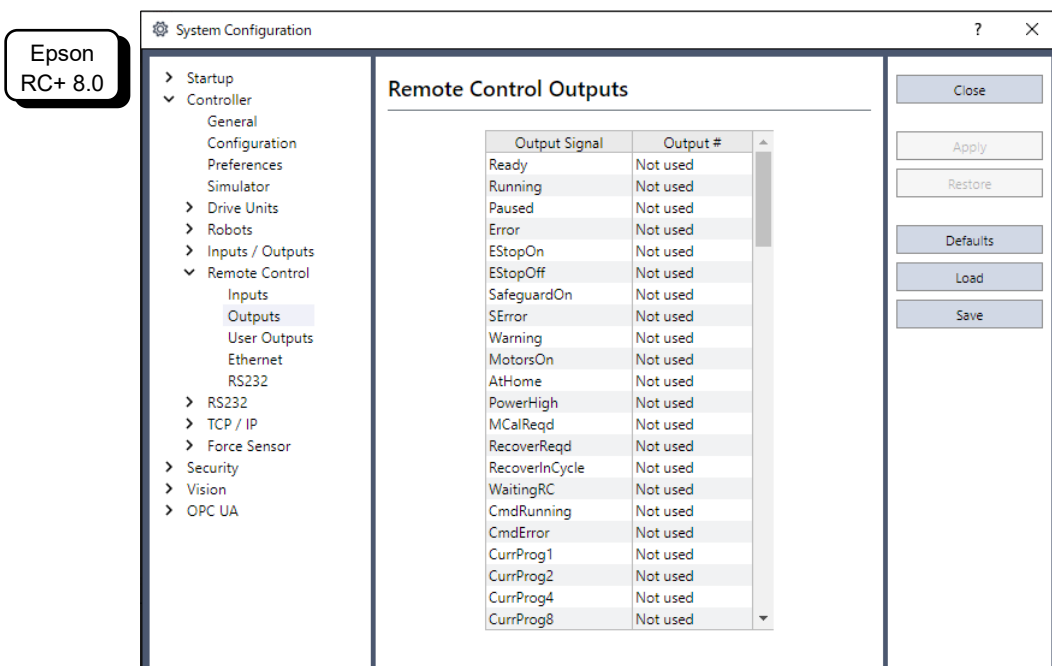 System Configuration
?
Epson
RC+ 8.0
Startup
Controller
General
Configuration
Preferences
Simulator
Drive Units
Robots
Inputs / Outputs
Remote Control
Inputs
Outputs
User Outputs
Ethernet
RS232
RS232
TCP / IP
Force Sensor
Security
Vision
OPC UA
Remote Control Outputs
Output Signal Output #
Ready Not used
Running Not used
Paused Not used
Error Not used
EStopOn Not used
EStopOff Not used
SafeguardOn Not used
SError Not used
Warning Not used
MotorsOn Not used
AtHome Not used
PowerHigh Not used
MCalReqd Not used
RecoverReqd Not used
RecoverInCycle Not used
WaitingRC Not used
CmdRunning Not used
CmdError Not used
CurrProg1 Not used
CurrProg2 Not used
CurrProg4 Not used
CurrProg8 Not used
Close
Apply
Restore
Defaults
Load
Save